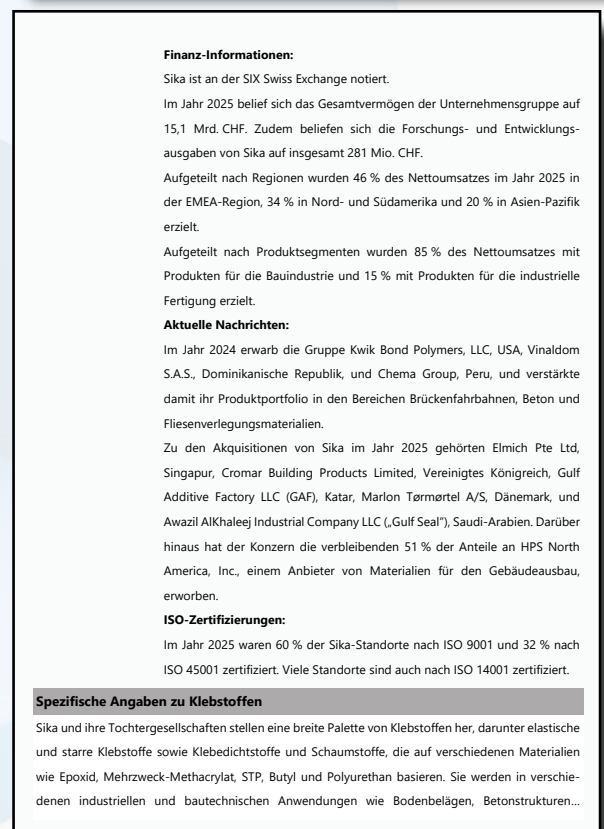 Finanz-Informationen:
Sika ist an der SIX Swiss Exchange notiert.
Im Jahr 2025 belief sich das Gesamtvermögen der Unternehmensgruppe auf
15,1 Mrd. CHF. Zudem beliefen sich die Forschungs- und Entwicklungs-
ausgaben von Sika auf insgesamt 281 Mio. CHF.
Aufgeteilt nach Regionen wurden 46 % des Nettoumsatzes im Jahr 2025 in
der EMEA-Region, 34 % in Nord- und Südamerika und 20 % in Asien-Pazifik
erzielt.
Aufgeteilt nach Produktsegmenten wurden 85 % des Nettoumsatzes mit
Produkten für die Bauindustrie und 15 % mit Produkten für die industrielle
Fertigung erzielt.
Aktuelle Nachrichten:
Im Jahr 2024 erwarb die Gruppe Kwik Bond Polymers, LLC, USA, Vinaldom
S.A.S., Dominikanische Republik, und Chema Group, Peru, und verstärkte
damit ihr Produktportfolio in den Bereichen Brückenfahrbahnen, Beton und
Fliesenverlegungsmaterialien.
Zu den Akquisitionen von Sika im Jahr 2025 gehörten Elmich Pte Ltd,
Singapur, Cromar Building Products Limited, Vereinigtes Königreich, Gulf
Additive Factory LLC (GAF), Katar, Marlon Tørmørtel A/S, Dänemark, und
Awazil AlKhaleej Industrial Company LLC („Gulf Seal"), Saudi-Arabien. Darüber
hinaus hat der Konzern die verbleibenden 51 % der Anteile an HPS North
America, Inc., einem Anbieter von Materialien für den Gebäudeausbau,
erworben.
ISO-Zertifizierungen:
Im Jahr 2025 waren 60 % der Sika-Standorte nach ISO 9001 und 32 % nach
ISO 45001 zertifiziert. Viele Standorte sind auch nach ISO 14001 zertifiziert.
Spezifische Angaben zu Klebstoffen
Sika und ihre Tochtergesellschaften stellen eine breite Palette von Klebstoffen her, darunter elastische
und starre Klebstoffe sowie Klebedichtstoffe und Schaumstoffe, die auf verschiedenen Materialien
wie Epoxid, Mehrzweck-Methacrylat, STP, Butyl und Polyurethan basieren. Sie werden in verschie-
denen industriellen und bautechnischen Anwendungen wie Bodenbelägen, Betonstrukturen...